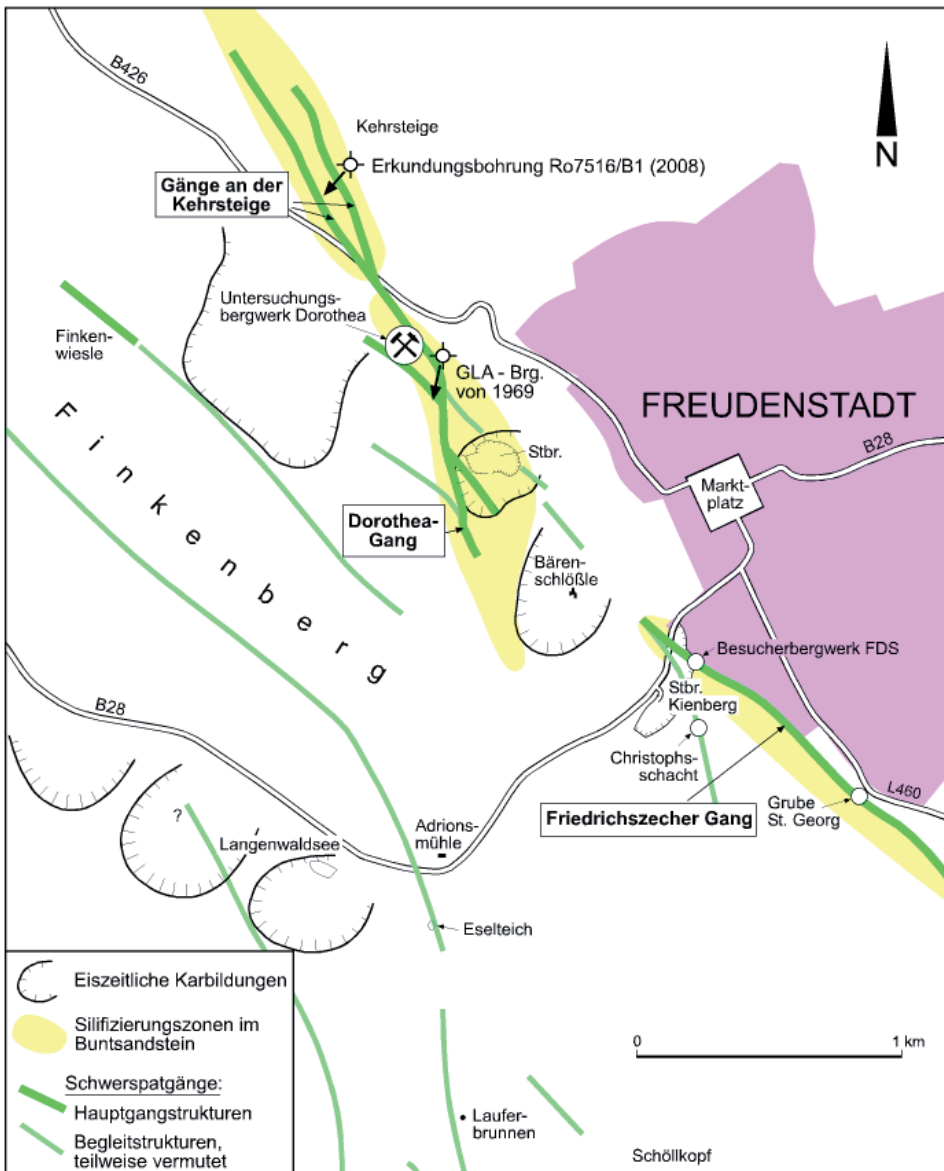 B426
Kehrsteige
N
Erkundungsbohrung Ro7516/B1 (2008)
Gänge an der
Kehrsteige
Untersuchungs-
bergwerk Dorothea
Finken-
wiesle
GLA - Brg.
von 1969
FREUDENSTADT
B28
Markt-
platz
Stbr.
Finkenberg
Dorothea-
Gang
Bären-
schlößle
Besucherbergwerk FDS
Stbr.
Kienberg
B28
Christophs-
schacht
L460
Friedrichszecher Gang
Grube
St. Georg
?
Langenwaldsee
Adrions-
mühle
Eselteich
Eiszeitliche Karbildungen
Silifizierungszonen im
Buntsandstein
Schwerspatgänge:
Hauptgangstrukturen
Begleitstrukturen,
teilweise vermutet
0 1 km
Laufer-
brunnen
Schöllkopf